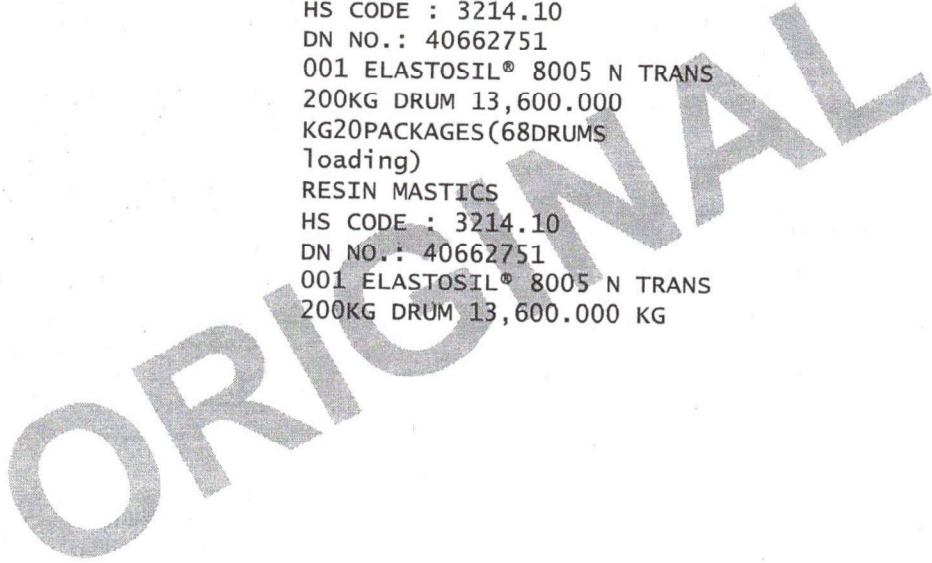 HS CODE : 3214.10
DN NO.: 40662751
001 ELASTOSIL® 8005 N TRANS
200KG DRUM 13,600.000
KG20PACKAGES(68DRUMS
loading)
RESIN MASTICS
HS CODE : 3214.10
DN NO.: 40662751
001 ELASTOSIL® 8005 N TRANS
200KG DRUM 13,600.000 KG
ORIGINAL